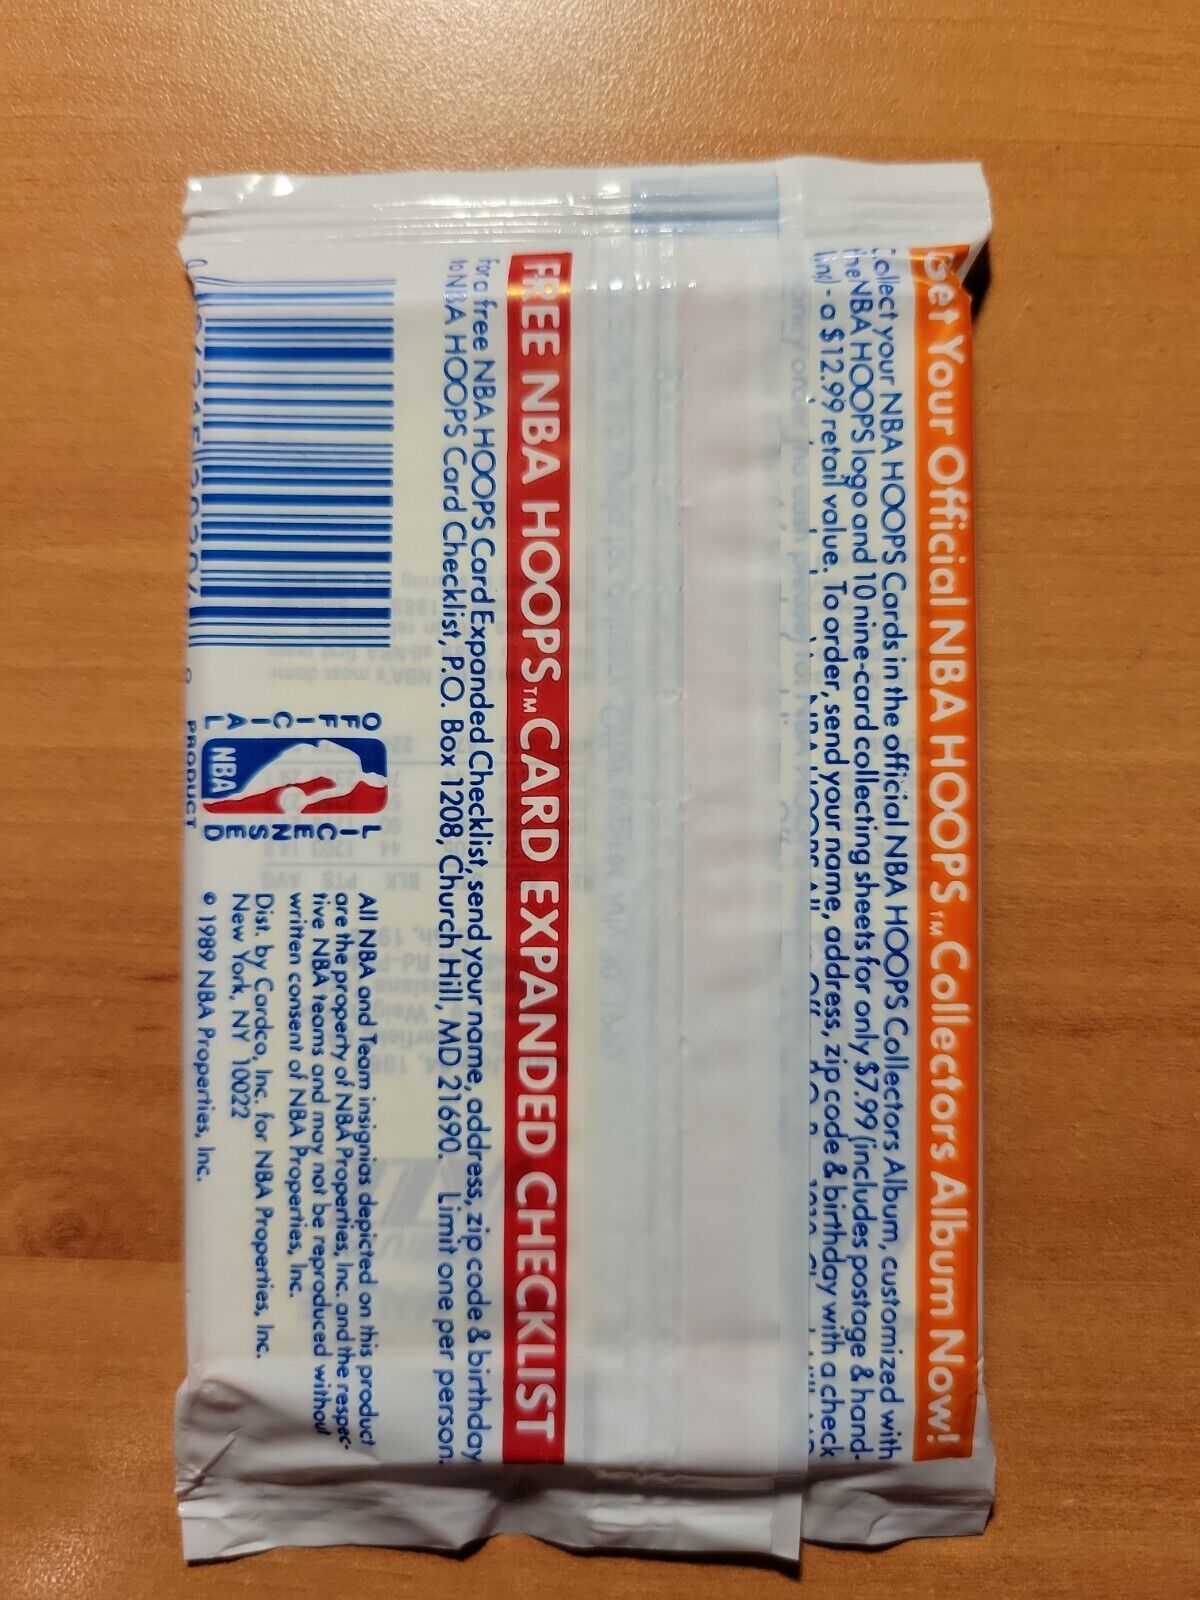 Get Your Official NBA HOOPS™ Collectors Album Now!
Collect your NBA HOOPS Cards in the official NBA HOOPS Collectors Album, customized with
the NBA HOOPS logo and 10 nine-card collecting sheets for only $7.99 (includes postage & hand-
ling) - a $12.99 retail value. To order, send your name, address, zip code & birthday with a check
FREE NBA HOOPS™ CARD EXPANDED CHECKLIST
For a free NBA HOOPS Card Expanded Checklist, send your name, address, zip code & birthday
to NBA HOOPS Card Checklist, P.O. Box 1208, Church Hill, MD 21690. Limit one per person.
OFFICIAL
NBA
LICENSED
PRODUCT
All NBA and Team insignias depicted on this product
are the property of NBA Properties, Inc. and the respec-
tive NBA teams and may not be reproduced without
written consent of NBA Properties, Inc.
Dist. by Cardco, Inc. for NBA Properties, Inc.
New York, NY 10022
© 1989 NBA Properties, Inc.